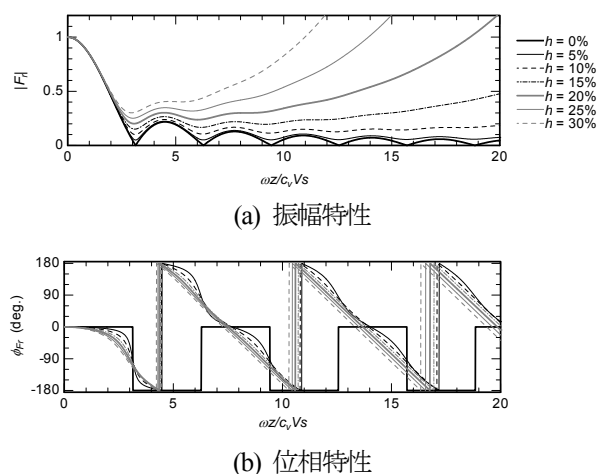 1
0.5
0
|Fᵣ|
0 5 10 15 20
ωz/cᵥVs
h = 0%
h = 5%
h = 10%
h = 15%
h = 20%
h = 25%
h = 30%
(a) 振幅特性
180
90
0
-90
-180
ϕFr (deg.)
0 5 10 15 20
ωz/cᵥVs
(b) 位相特性